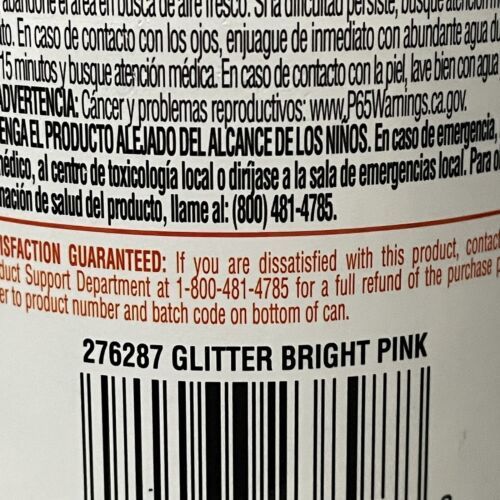 abandone el área en busca de aire fresco. Si la dificultad persiste, busque atención
to. En caso de contacto con los ojos, enjuague de inmediato con abundante agua
15 minutos y busque atención médica. En caso de contacto con la piel, lave bien con agua
ADVERTENCIA: Cáncer y problemas reproductivos: www.P65Warnings.ca.gov.
ENGA EL PRODUCTO ALEJADO DEL ALCANCE DE LOS NIÑOS. En caso de emergencia,
médico, al centro de toxicología local o diríjase a la sala de emergencias local. Para
mación de salud del producto, llame al: (800) 481-4785.
ISFACTION GUARANTEED: If you are dissatisfied with this product, contact
duct Support Department at 1-800-481-4785 for a full refund of the purchase p
er to product number and batch code on bottom of can.
276287 GLITTER BRIGHT PINK